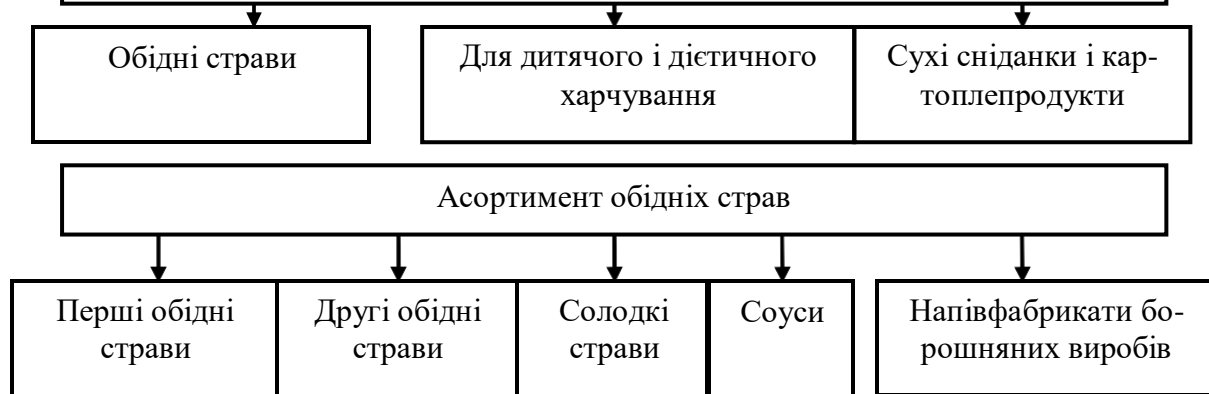 Обідні страви
Для дитячого і дієтичного
харчування
Сухі сніданки і кар-
топлепродукти
Асортимент обідніх страв
Перші обідні
страви
Другі обідні
страви
Солодкі
страви
Соуси
Напівфабрикати бо-
рошняних виробів